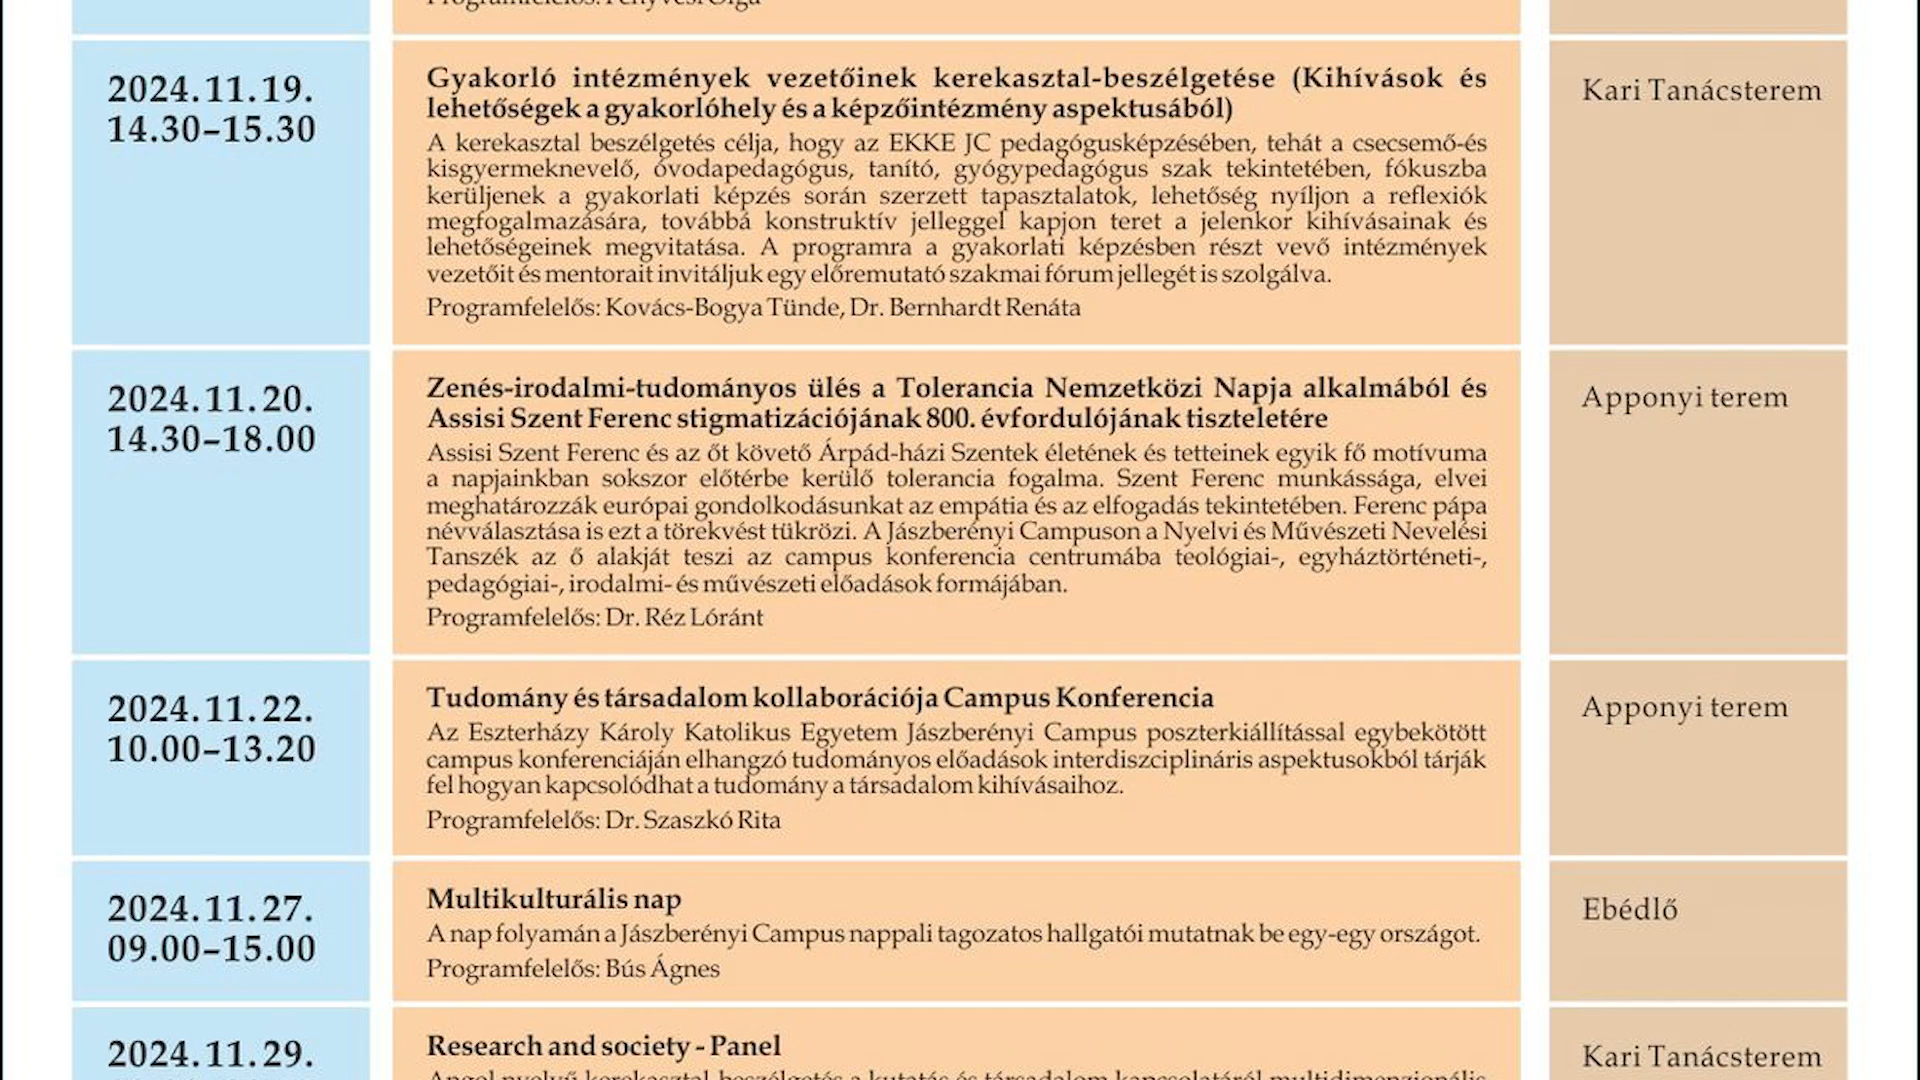 Programfelelős: Fenyvesi Olga
2024.11.19.
14.30–15.30
Gyakorló intézmények vezetőinek kerekasztal-beszélgetése (Kihívások és
lehetőségek a gyakorlóhely és a képzőintézmény aspektusából)
A kerekasztal beszélgetés célja, hogy az EKKE JC pedagógusképzésében, tehát a csecsemő-és
kisgyermeknevelő, óvodapedagógus, tanító, gyógypedagógus szak tekintetében, fókuszba
kerüljenek a gyakorlati képzés során szerzett tapasztalatok, lehetőség nyíljon a reflexiók
megfogalmazására, továbbá konstruktív jelleggel kapjon teret a jelenkor kihívásainak és
lehetőségeinek megvitatása. A programra a gyakorlati képzésben részt vevő intézmények
vezetőit és mentorait invitáljuk egy előremutató szakmai fórum jellegét is szolgálva.
Programfelelős: Kovács-Bogya Tünde, Dr. Bernhardt Renáta
Kari Tanácsterem
2024.11.20.
14.30–18.00
Zenés-irodalmi-tudományos ülés a Tolerancia Nemzetközi Napja alkalmából és
Assisi Szent Ferenc stigmatizációjának 800. évfordulójának tiszteletére
Assisi Szent Ferenc és az őt követő Árpád-házi Szentek életének és tetteinek egyik fő motívuma
a napjainkban sokszor előtérbe kerülő tolerancia fogalma. Szent Ferenc munkássága, elvei
meghatározzák európai gondolkodásunkat az empátia és az elfogadás tekintetében. Ferenc pápa
névválasztása is ezt a törekvést tükrözi. A Jászberényi Campuson a Nyelvi és Művészeti Nevelési
Tanszék az ő alakját teszi az campus konferencia centrumába teológiai-, egyháztörténeti-,
pedagógiai-, irodalmi- és művészeti előadások formájában.
Programfelelős: Dr. Réz Lóránt
Apponyi terem
2024.11.22.
10.00–13.20
Tudomány és társadalom kollaborációja Campus Konferencia
Az Eszterházy Károly Katolikus Egyetem Jászberényi Campus poszterkiállítással egybekötött
campus konferenciáján elhangzó tudományos előadások interdiszciplináris aspektusokból tárják
fel hogyan kapcsolódhat a tudomány a társadalom kihívásaihoz.
Programfelelős: Dr. Szaszkó Rita
Apponyi terem
2024.11.27.
09.00–15.00
Multikulturális nap
A nap folyamán a Jászberényi Campus nappali tagozatos hallgatói mutatnak be egy-egy országot.
Programfelelős: Bús Ágnes
Ebédlő
2024.11.29.
Research and society - Panel
Angol nyelvű kerekasztal beszélgetés a kutatás és társadalom kapcsolatáról multidimenzionális
Kari Tanácsterem